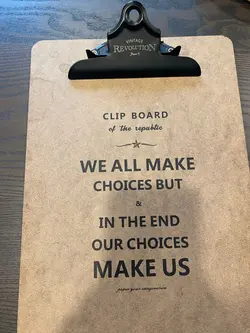 VINTAGE
REVOLUTION
CLIP BOARD
of the republic
WE ALL MAKE
CHOICES BUT
&
IN THE END
OUR CHOICES
MAKE US